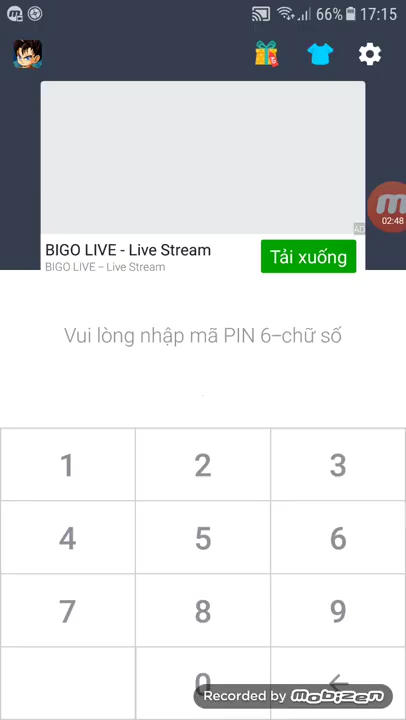 66% 17:15
02:48
AD
BIGO LIVE - Live Stream
BIGO LIVE – Live Stream
Tải xuống
Vui lòng nhập mã PIN 6–chữ số
1 2 3
4 5 6
7 8 9
0
Recorded by Mobizen